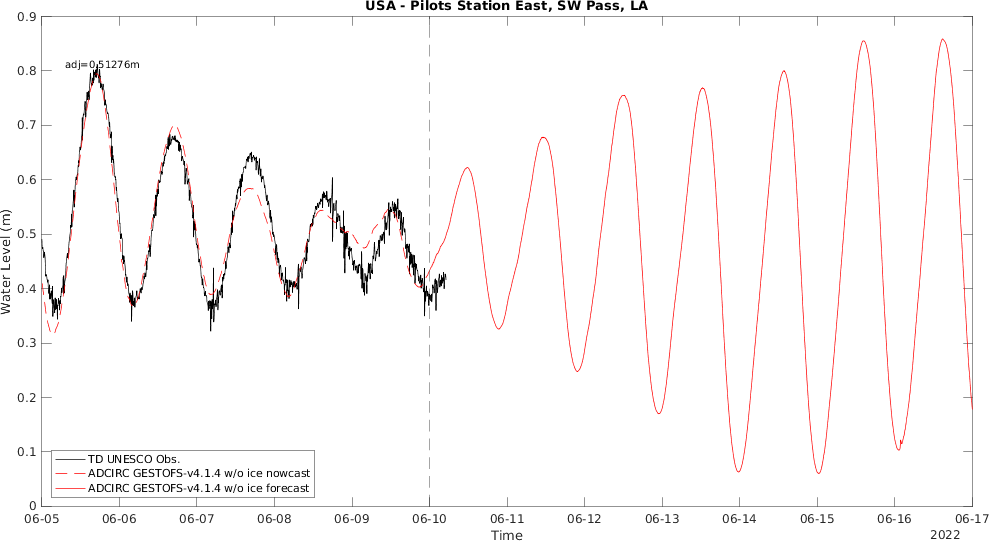 USA - Pilots Station East, SW Pass, LA
adj=0.51276m
Water Level (m)
0.9
0.8
0.7
0.6
0.5
0.4
0.3
0.2
0.1
0
TD UNESCO Obs.
ADCIRC GESTOFS-v4.1.4 w/o ice nowcast
ADCIRC GESTOFS-v4.1.4 w/o ice forecast
06-05 06-06 06-07 06-08 06-09 06-10 06-11 06-12 06-13 06-14 06-15 06-16 06-17
Time
2022